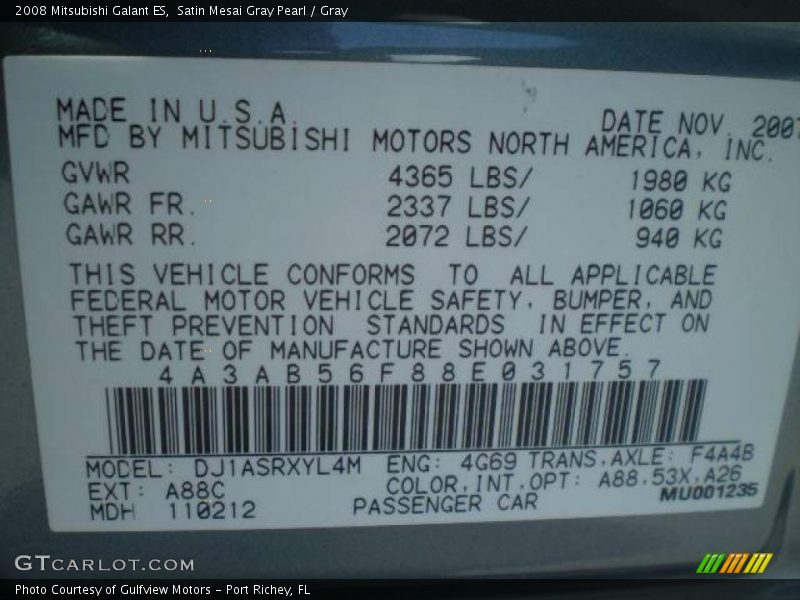 2008 Mitsubishi Galant ES, Satin Mesai Gray Pearl / Gray
MADE IN U.S.A. DATE NOV. 2007
MFD BY MITSUBISHI MOTORS NORTH AMERICA, INC.
GVWR 4365 LBS/ 1980 KG
GAWR FR. 2337 LBS/ 1060 KG
GAWR RR. 2072 LBS/ 940 KG
THIS VEHICLE CONFORMS TO ALL APPLICABLE
FEDERAL MOTOR VEHICLE SAFETY, BUMPER, AND
THEFT PREVENTION STANDARDS IN EFFECT ON
THE DATE OF MANUFACTURE SHOWN ABOVE.
4A3AB56F88E031757
MODEL: DJ1ASRXYL4M ENG: 4G69 TRANS,AXLE: F4A4B
EXT: A88C COLOR,INT,OPT: A88.53X.A26
MDH 110212 PASSENGER CAR MU001235
GTCARLOT.COM
Photo Courtesy of Gulfview Motors - Port Richey, FL